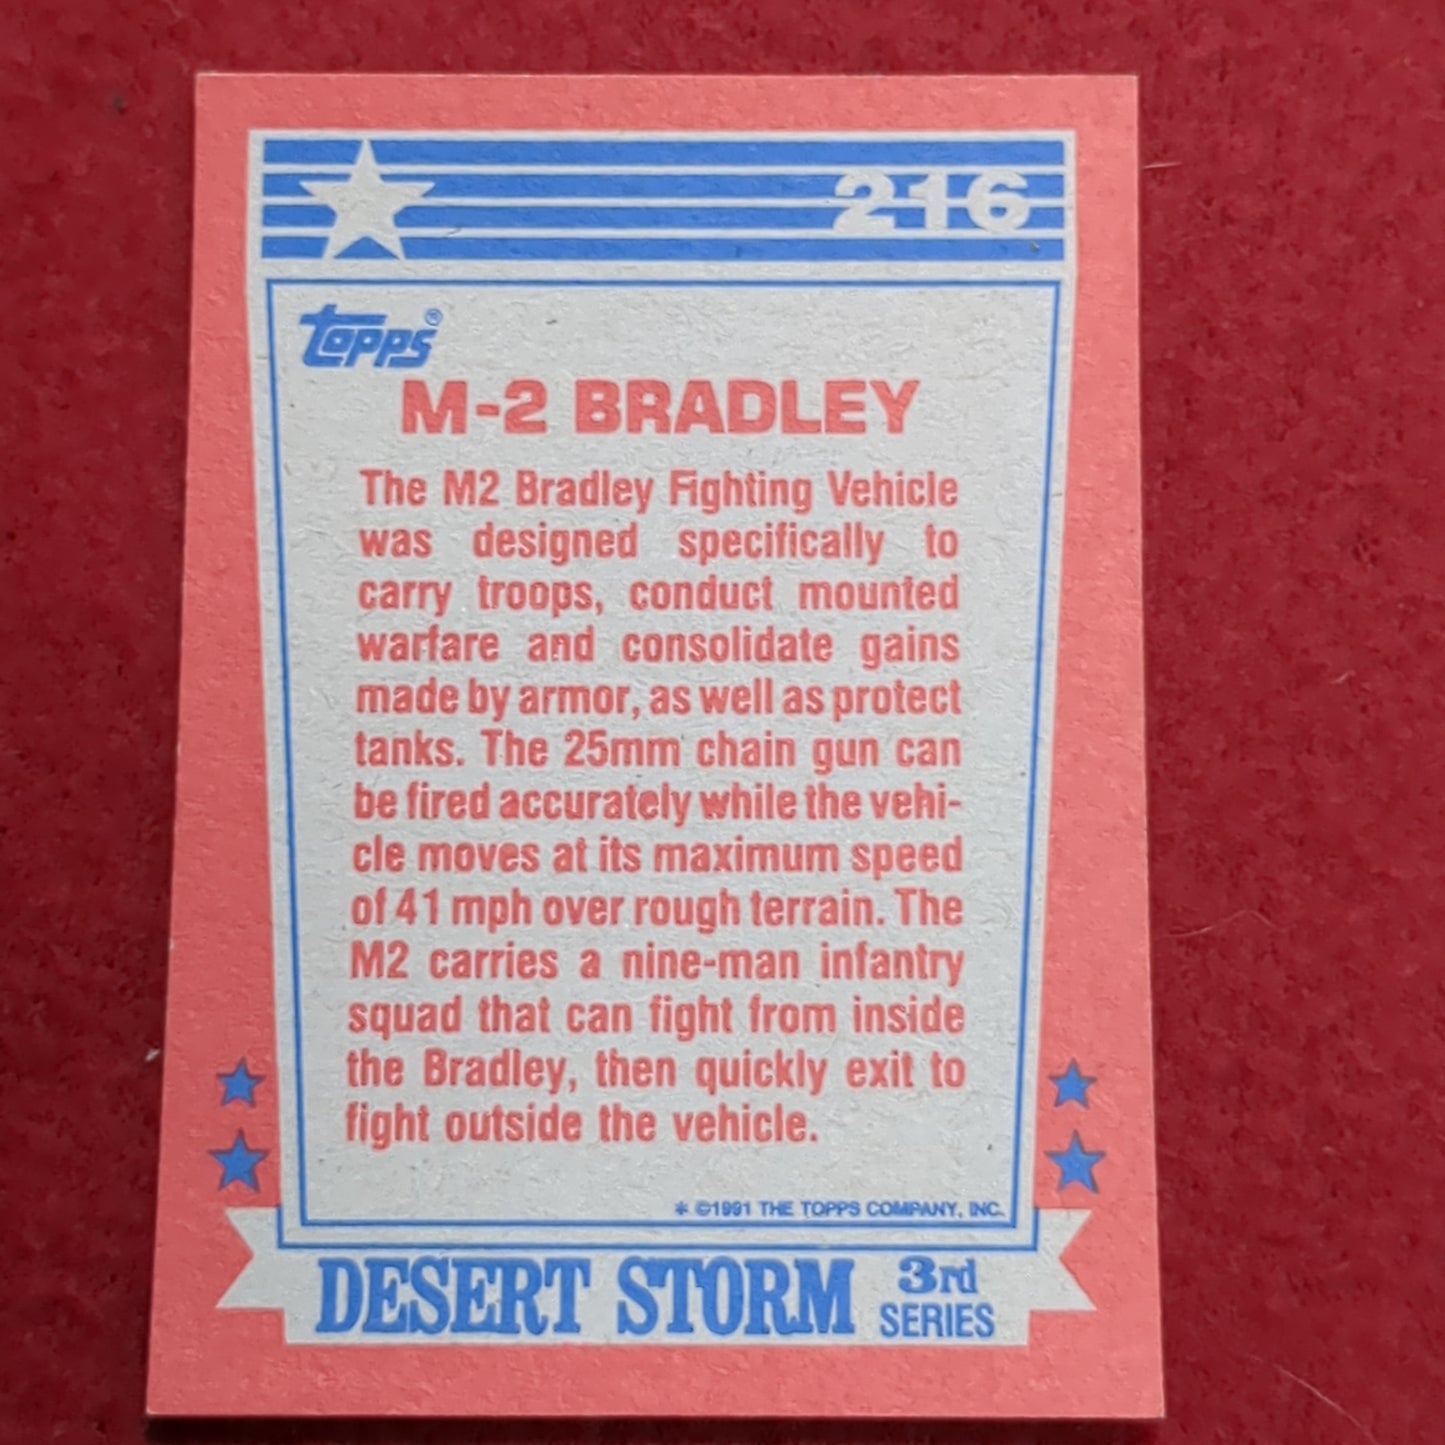 216
topps®
M-2 BRADLEY
The M2 Bradley Fighting Vehicle
was designed specifically to
carry troops, conduct mounted
warfare and consolidate gains
made by armor, as well as protect
tanks. The 25mm chain gun can
be fired accurately while the vehi-
cle moves at its maximum speed
of 41 mph over rough terrain. The
M2 carries a nine-man infantry
squad that can fight from inside
the Bradley, then quickly exit to
fight outside the vehicle.
* ©1991 THE TOPPS COMPANY, INC.
DESERT STORM 3rd
SERIES